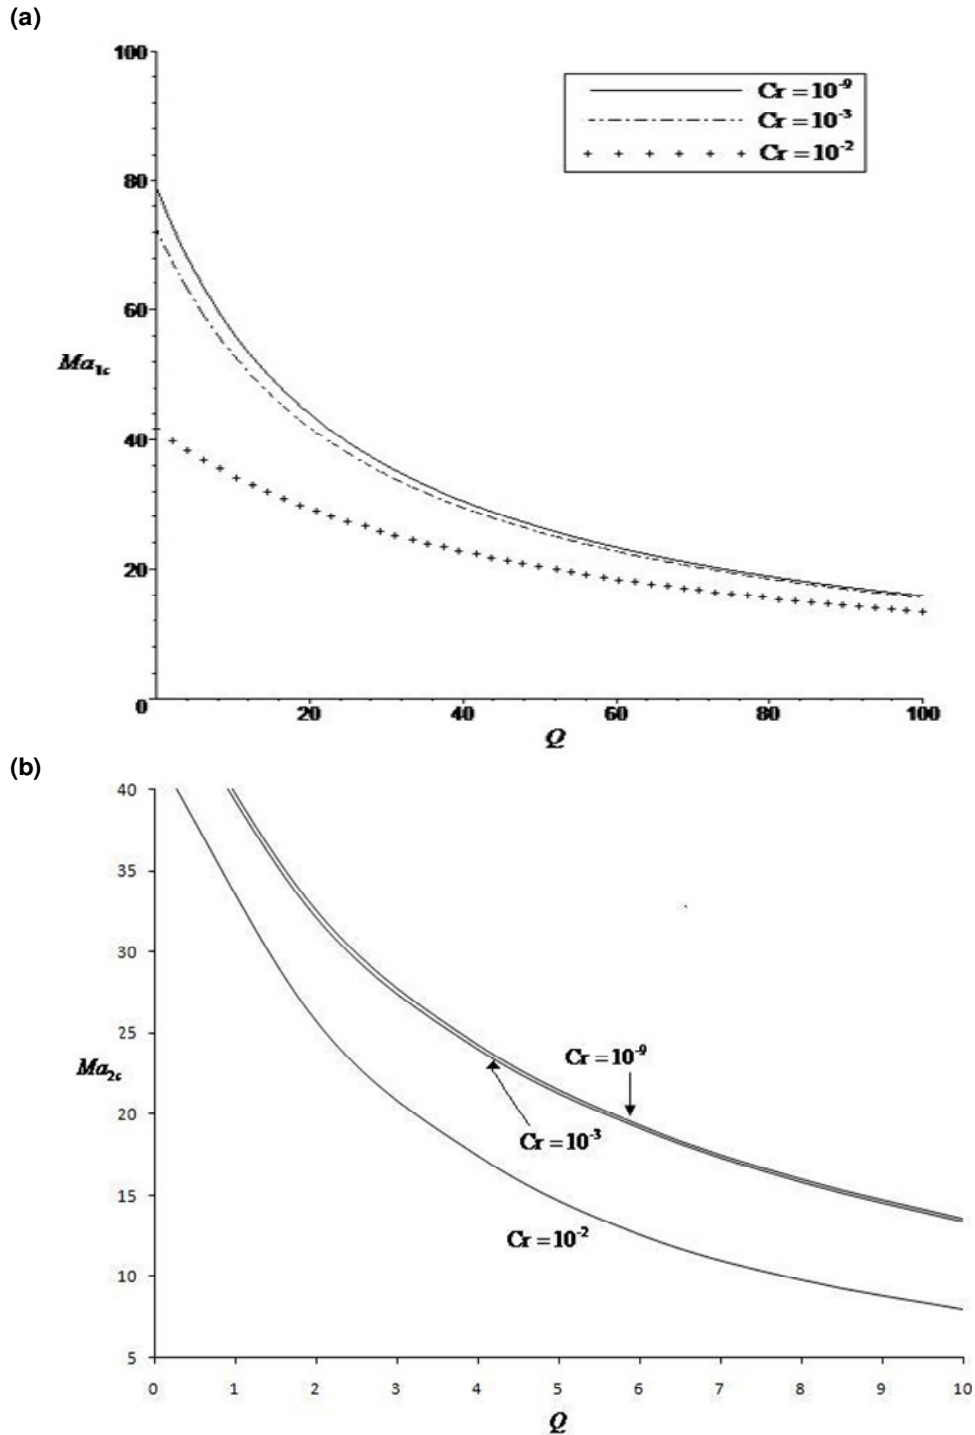 (a)
100
Cr = 10⁻⁹
Cr = 10⁻³
Cr = 10⁻²
80
60
Ma₁c
40
20
0
20 40 60 80 100
Q
(b)
40
35
30
25
Ma₂c
Cr = 10⁻⁹
20
Cr = 10⁻³
15
Cr = 10⁻²
10
5
0 1 2 3 4 5 6 7 8 9 10
Q